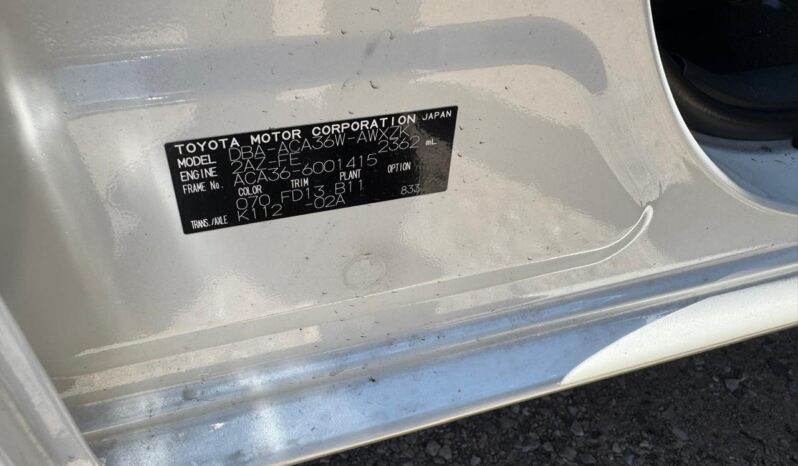 TOYOTA MOTOR CORPORATION JAPAN
MODEL DBA-ACA36W-AWXZK
ENGINE 2AZ-FE 2362 mL
FRAME No. ACA36-6001415
COLOR TRIM PLANT OPTION
070 FD13 B11
TRANS./AXLE K112 -02A 833